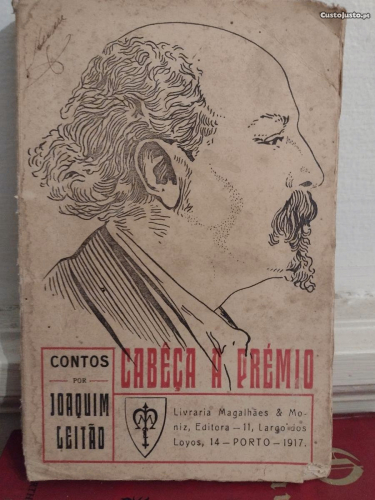 CustoJusto.pt
CONTOS
POR
JOAQUIM
LEITÃO
CABÊÇA A PRÉMIO
Livraria Magalhães & Mo-
niz, Editora — 11, Largo dos
Loyos, 14 — PORTO — 1917.